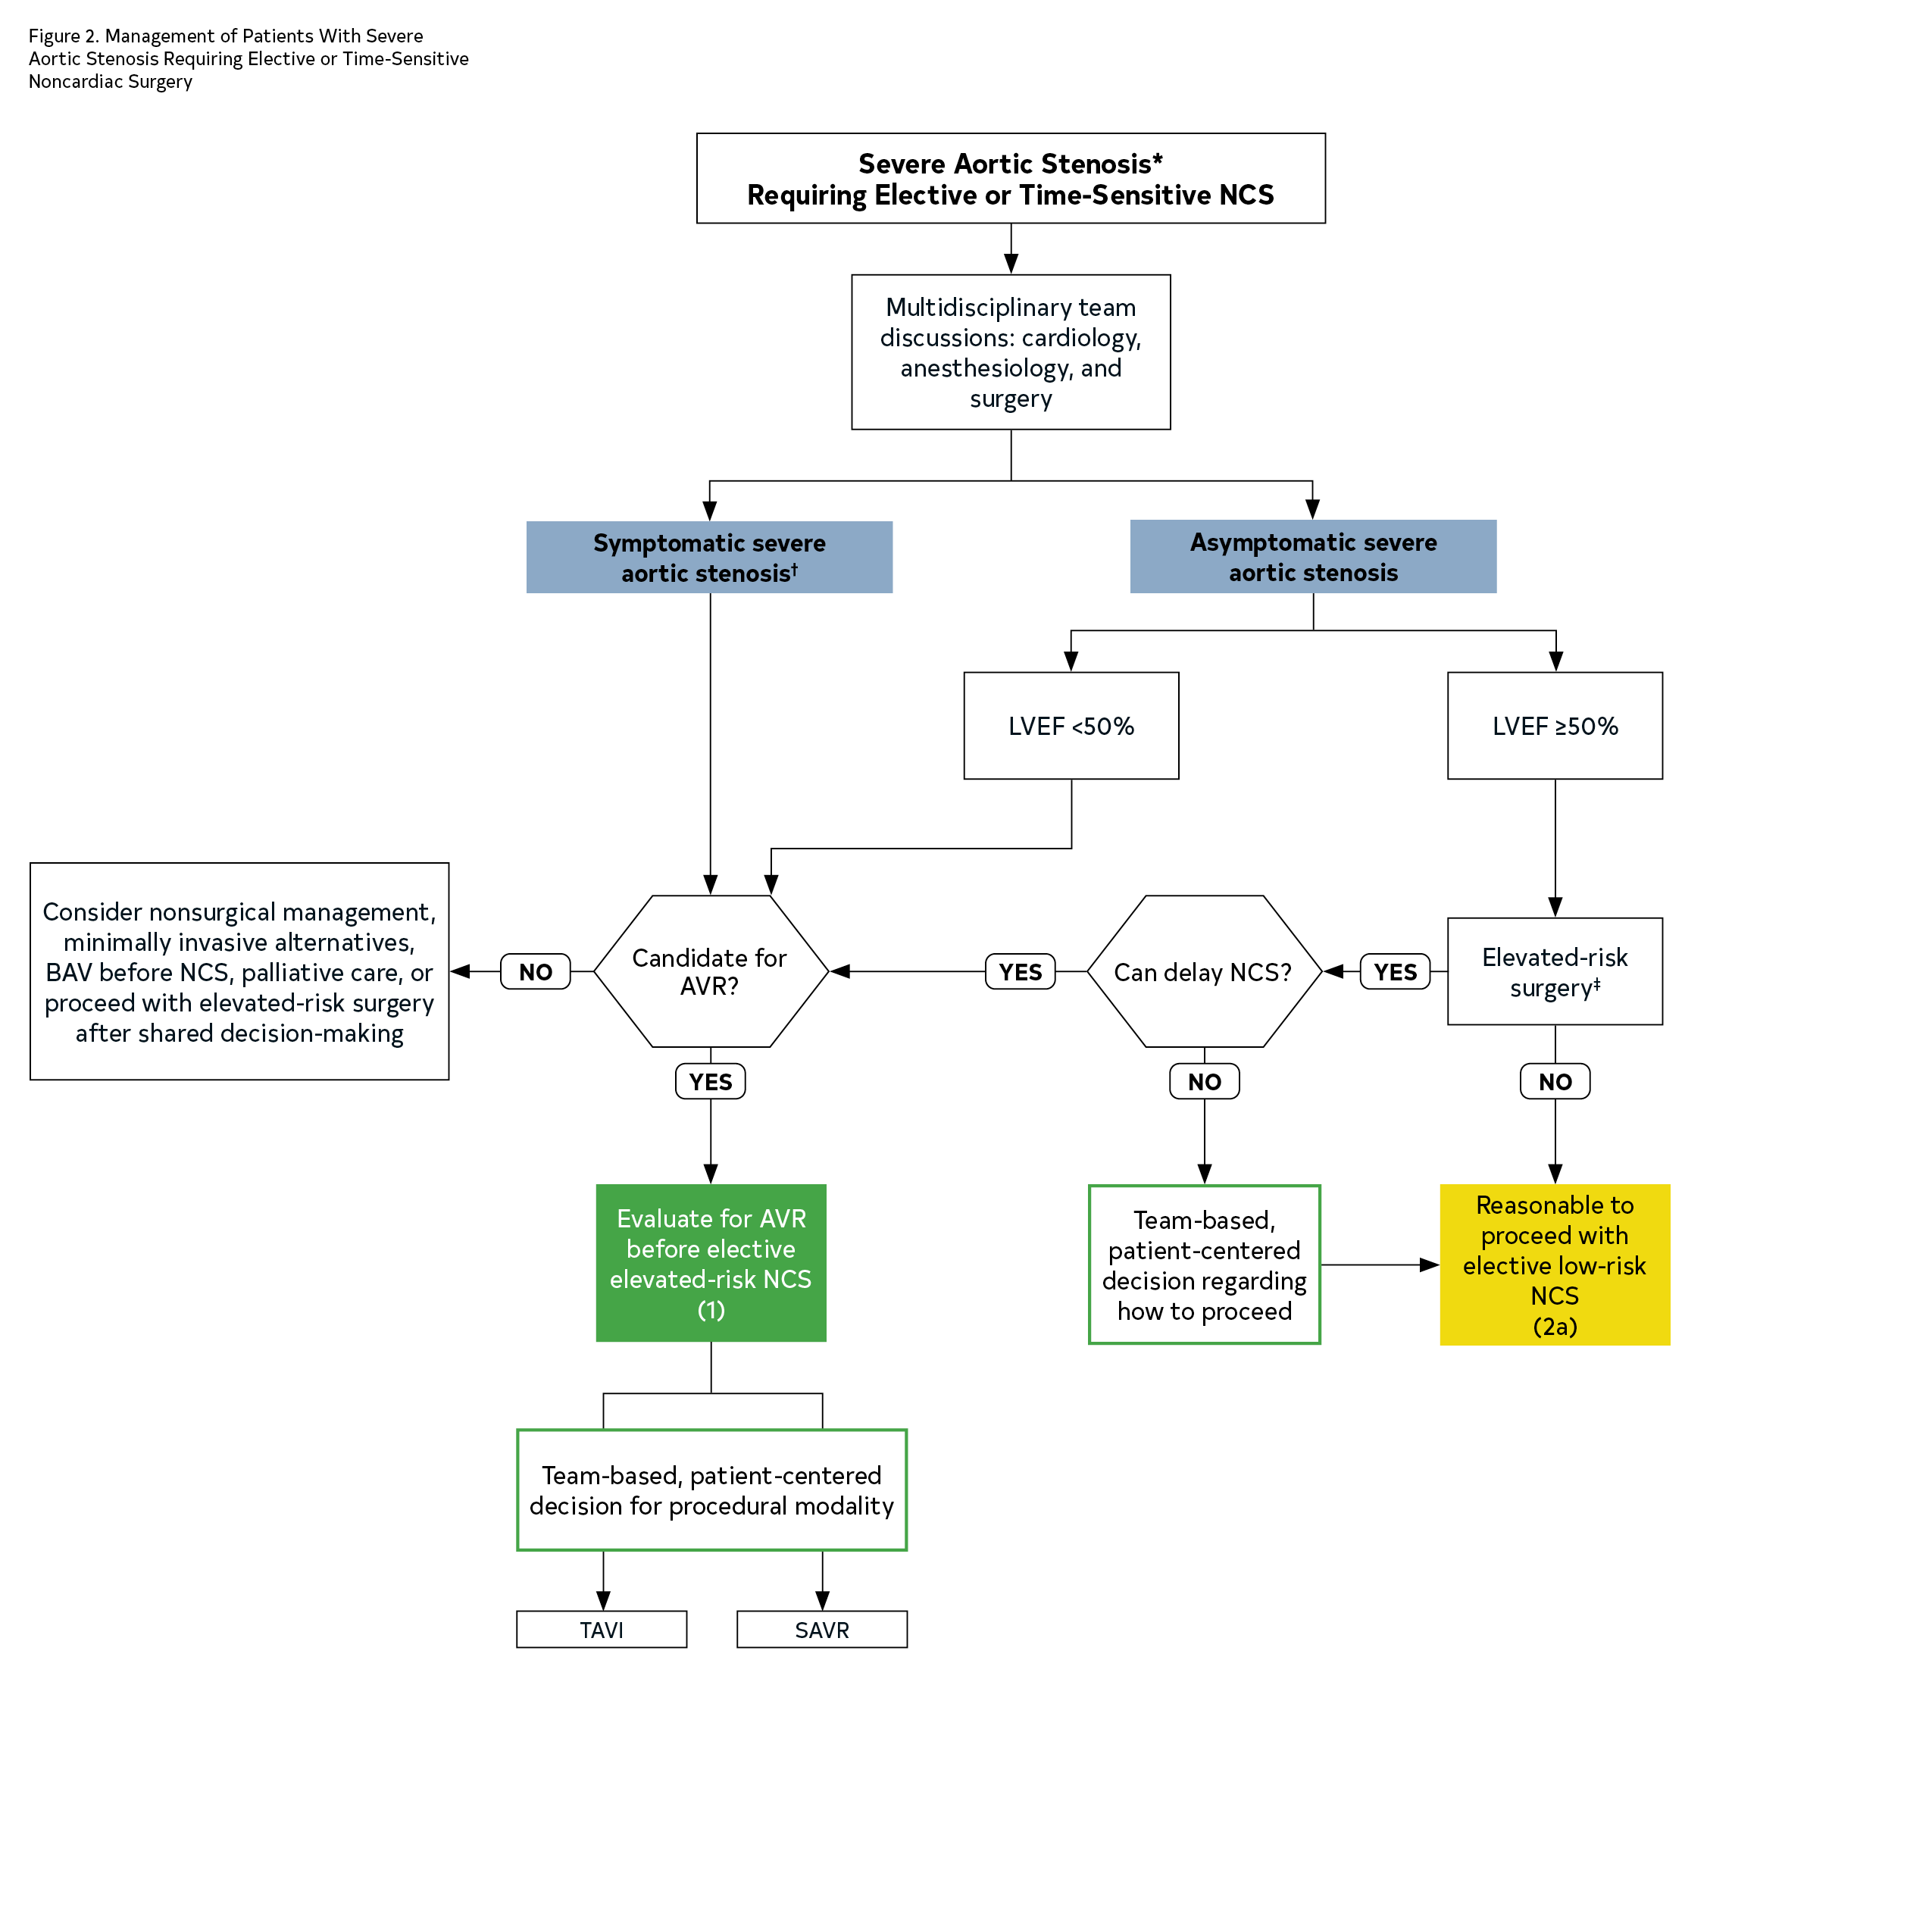 Figure 2. Management of Patients With Severe
Aortic Stenosis Requiring Elective or Time-Sensitive
Noncardiac Surgery
Severe Aortic Stenosis*
Requiring Elective or Time-Sensitive NCS
Multidisciplinary team
discussions: cardiology,
anesthesiology, and
surgery
Symptomatic severe
aortic stenosis†
Asymptomatic severe
aortic stenosis
LVEF <50%
LVEF ≥50%
Consider nonsurgical management,
minimally invasive alternatives,
BAV before NCS, palliative care, or
proceed with elevated-risk surgery
after shared decision-making
NO
Candidate for
AVR?
YES
Can delay NCS?
YES
Elevated-risk
surgery‡
YES
NO
NO
Evaluate for AVR
before elective
elevated-risk NCS
(1)
Team-based,
patient-centered
decision regarding
how to proceed
Reasonable to
proceed with
elective low-risk
NCS
(2a)
Team-based, patient-centered
decision for procedural modality
TAVI
SAVR